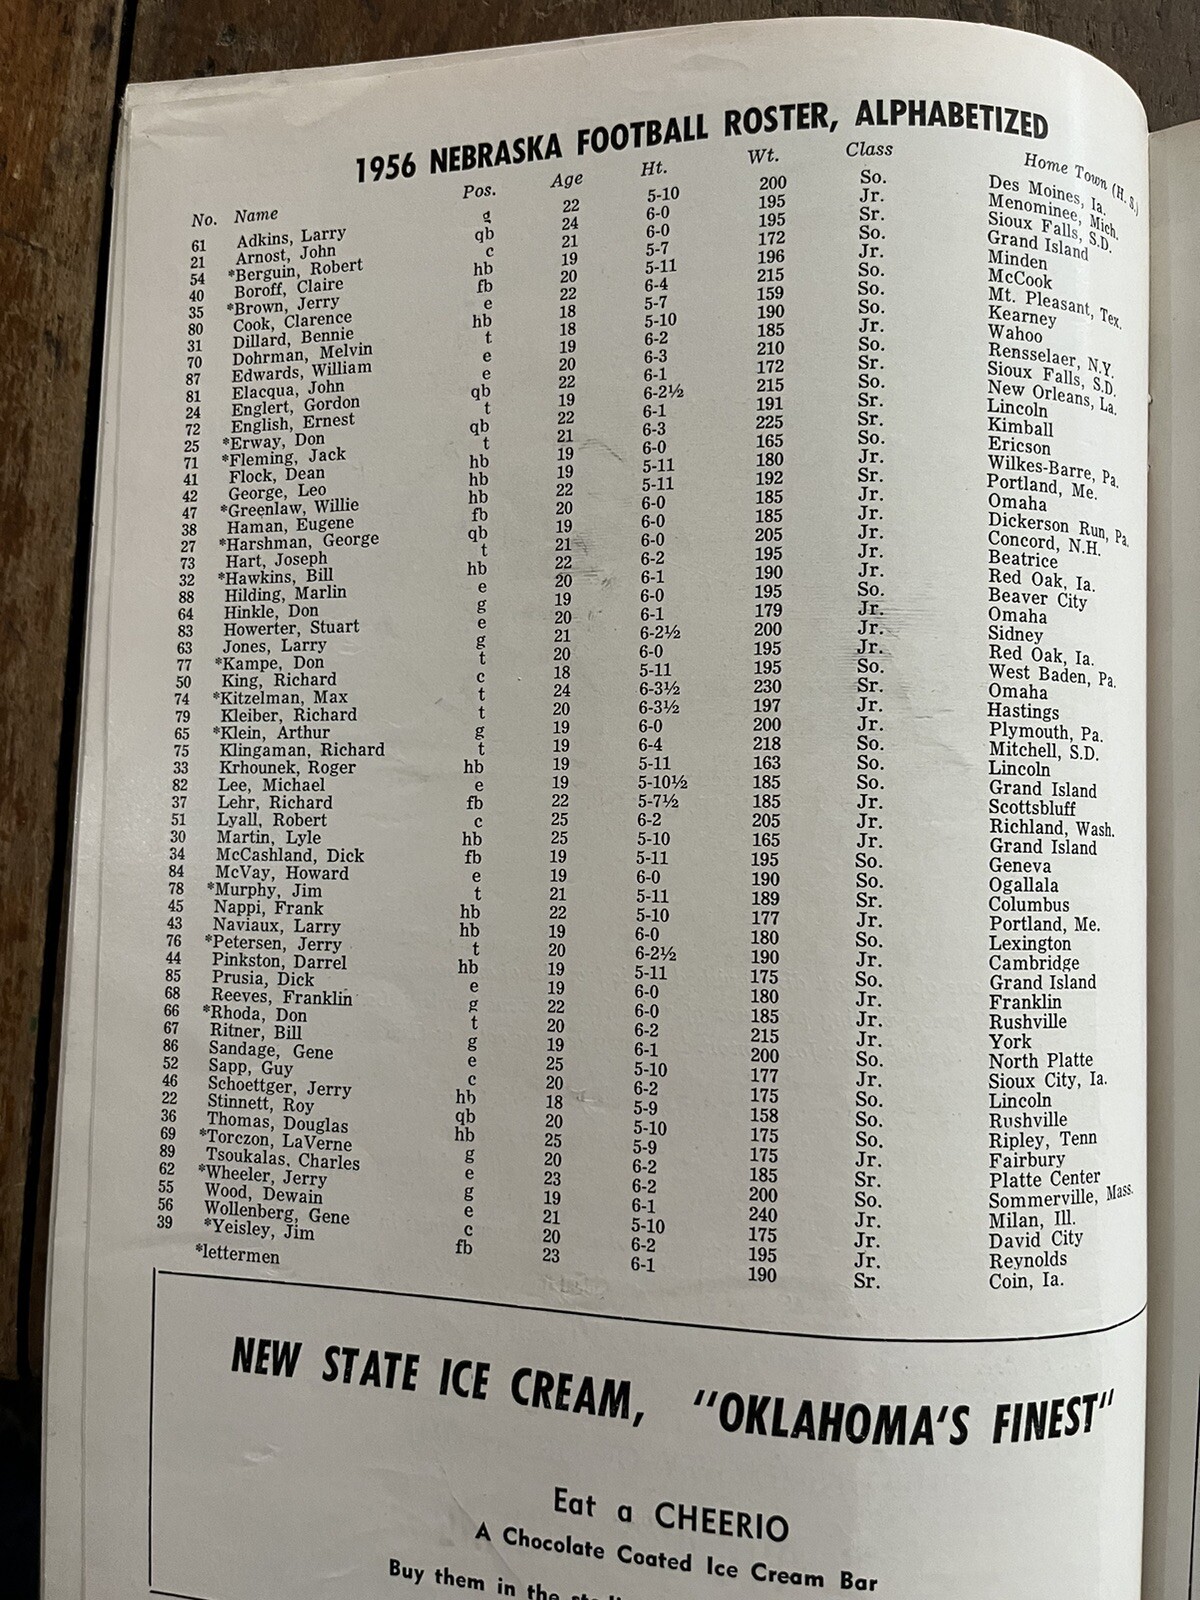 1956 NEBRASKA FOOTBALL ROSTER, ALPHABETIZED
No. Name Pos. Age Ht. Wt. Class Home Town (H. S.)
61 Adkins, Larry g 22 5-10 200 So. Des Moines, Ia.
21 Arnost, John qb 24 6-0 195 Jr. Menominee, Mich.
54 *Berguin, Robert c 21 6-0 195 Sr. Sioux Falls, S.D.
40 Boroff, Claire hb 19 5-7 172 So. Grand Island
35 *Brown, Jerry fb 20 5-11 196 Jr. Minden
80 Cook, Clarence e 22 6-4 215 So. McCook
31 Dillard, Bennie hb 18 5-7 159 So. Mt. Pleasant, Tex.
70 Dohrman, Melvin t 18 5-10 190 So. Kearney
87 Edwards, William e 19 6-2 185 Jr. Wahoo
81 Elacqua, John e 20 6-3 210 So. Rensselaer, N.Y.
24 Englert, Gordon qb 22 6-1 172 Sr. Sioux Falls, S.D.
72 English, Ernest t 19 6-2½ 215 So. New Orleans, La.
25 *Erway, Don qb 22 6-1 191 Sr. Lincoln
71 *Fleming, Jack t 21 6-3 225 Sr. Kimball
41 Flock, Dean hb 19 6-0 165 So. Ericson
42 George, Leo hb 19 5-11 180 Jr. Wilkes-Barre, Pa.
47 *Greenlaw, Willie hb 22 5-11 192 Sr. Portland, Me.
38 Haman, Eugene fb 20 6-0 185 Jr. Omaha
27 *Harshman, George qb 19 6-0 185 Jr. Dickerson Run, Pa.
73 Hart, Joseph t 21 6-0 205 Jr. Concord, N.H.
32 *Hawkins, Bill hb 22 6-2 195 Jr. Beatrice
88 Hilding, Marlin e 20 6-1 190 Jr. Red Oak, Ia.
64 Hinkle, Don g 19 6-0 195 So. Beaver City
83 Howerter, Stuart e 20 6-1 179 Jr. Omaha
63 Jones, Larry g 21 6-2½ 200 Jr. Sidney
77 *Kampe, Don t 20 6-0 195 Jr. Red Oak, Ia.
50 King, Richard c 18 5-11 195 So. West Baden, Pa.
74 *Kitzelman, Max t 24 6-3½ 230 Sr. Omaha
79 Kleiber, Richard t 20 6-3½ 197 Jr. Hastings
65 *Klein, Arthur g 19 6-0 200 Jr. Plymouth, Pa.
75 Klingaman, Richard t 19 6-4 218 So. Mitchell, S.D.
33 Krhounek, Roger hb 19 5-11 163 So. Lincoln
82 Lee, Michael e 19 5-10½ 185 So. Grand Island
37 Lehr, Richard fb 22 5-7½ 185 Jr. Scottsbluff
51 Lyall, Robert c 25 6-2 205 Jr. Richland, Wash.
30 Martin, Lyle hb 25 5-10 165 Jr. Grand Island
34 McCashland, Dick fb 19 5-11 195 So. Geneva
84 McVay, Howard e 19 6-0 190 So. Ogallala
78 *Murphy, Jim t 21 5-11 189 Sr. Columbus
45 Nappi, Frank hb 22 5-10 177 Jr. Portland, Me.
43 Naviaux, Larry hb 19 6-0 180 So. Lexington
76 *Petersen, Jerry t 20 6-2½ 190 Jr. Cambridge
44 Pinkston, Darrel hb 19 5-11 175 So. Grand Island
85 Prusia, Dick e 19 6-0 180 Jr. Franklin
68 Reeves, Franklin g 22 6-0 185 Jr. Rushville
66 *Rhoda, Don t 20 6-2 215 Jr. York
67 Ritner, Bill g 19 6-1 200 So. North Platte
86 Sandage, Gene e 25 5-10 177 Jr. Sioux City, Ia.
52 Sapp, Guy c 20 6-2 175 So. Lincoln
46 Schoettger, Jerry hb 18 5-9 158 So. Rushville
22 Stinnett, Roy qb 20 5-10 175 So. Ripley, Tenn
36 Thomas, Douglas hb 25 5-9 175 Jr. Fairbury
69 *Torczon, LaVerne g 20 6-2 185 Sr. Platte Center
89 Tsoukalas, Charles e 23 6-2 200 So. Sommerville, Mass.
62 *Wheeler, Jerry g 19 6-1 240 Jr. Milan, Ill.
55 Wood, Dewain e 21 5-10 175 Jr. David City
56 Wollenberg, Gene c 20 6-2 195 Jr. Reynolds
39 *Yeisley, Jim fb 23 6-1 190 Sr. Coin, Ia.
*lettermen
NEW STATE ICE CREAM, "OKLAHOMA'S FINEST"
Eat a CHEERIO
A Chocolate Coated Ice Cream Bar
Buy them in the